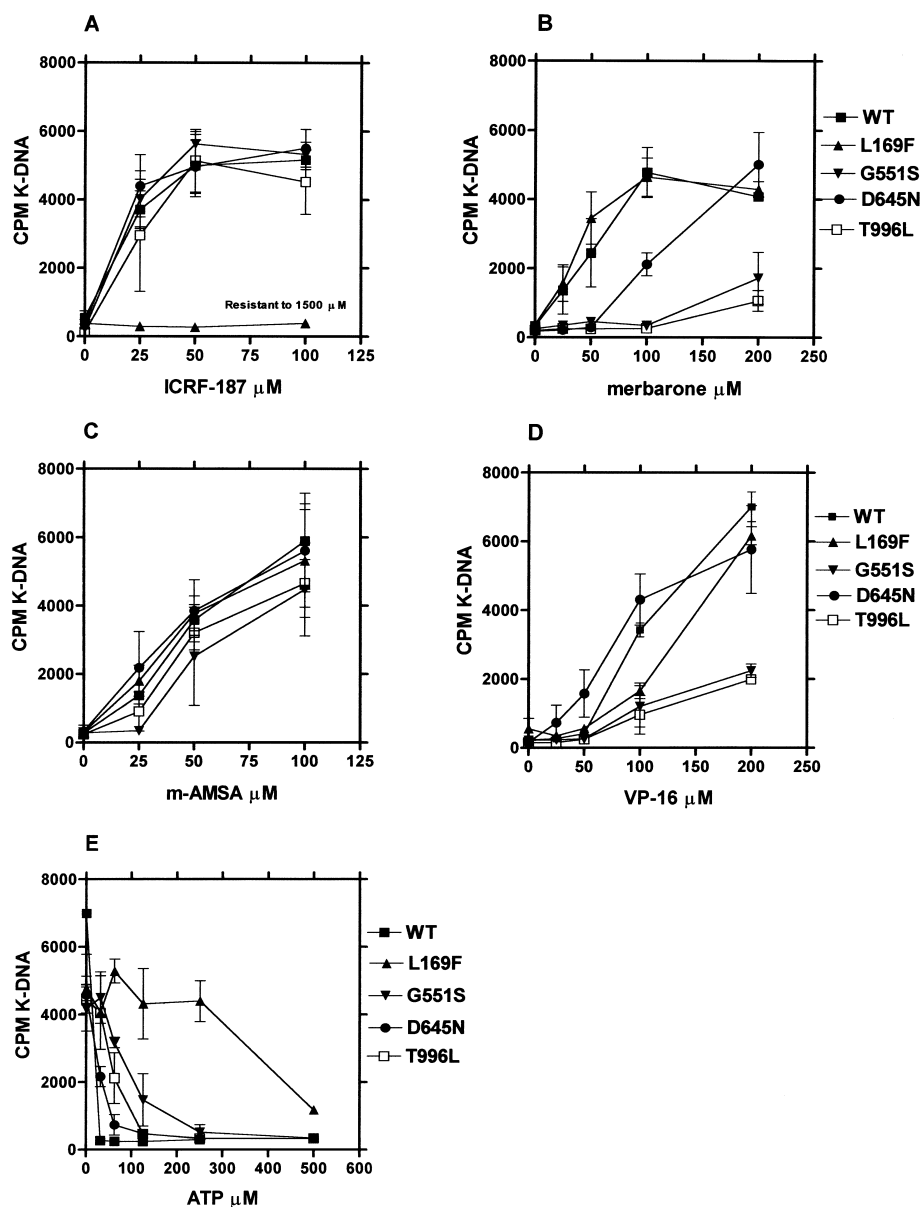 A
8000
6000
4000
2000
0
CPM K-DNA
Resistant to 1500 μM
0 25 50 75 100 125
ICRF-187 μM
B
8000
6000
4000
2000
0
CPM K-DNA
0 50 100 150 200 250
merbarone μM
WT
L169F
G551S
D645N
T996L
C
8000
6000
4000
2000
0
CPM K-DNA
0 25 50 75 100 125
m-AMSA μM
D
8000
6000
4000
2000
0
CPM K-DNA
0 50 100 150 200 250
VP-16 μM
WT
L169F
G551S
D645N
T996L
E
8000
6000
4000
2000
0
CPM K-DNA
0 100 200 300 400 500 600
ATP μM
WT
L169F
G551S
D645N
T996L